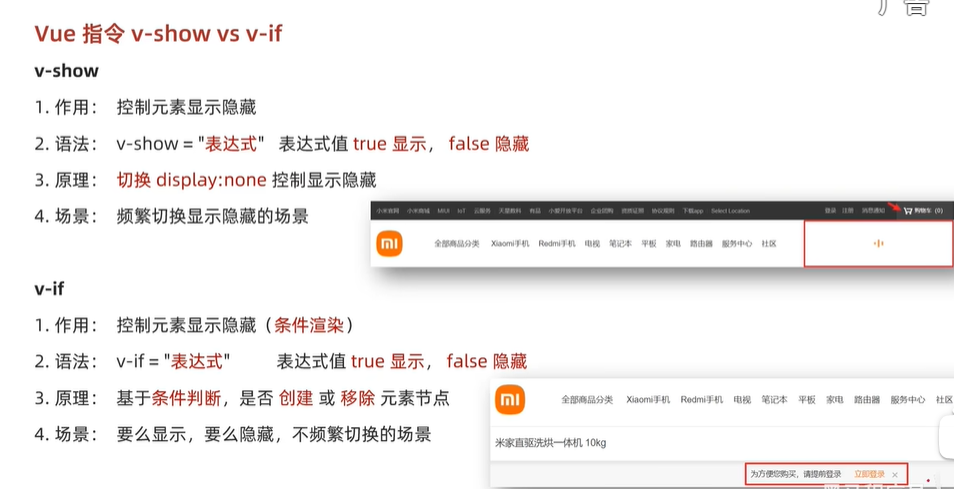 广告
Vue 指令 v-show vs v-if
v-show
1. 作用： 控制元素显示隐藏
2. 语法： v-show = "表达式" 表达式值 true 显示， false 隐藏
3. 原理： 切换 display:none 控制显示隐藏
4. 场景： 频繁切换显示隐藏的场景
小米官网 小米商城 MIUI IoT 云服务 天星数科 有品 小爱开放平台 企业团购 资质证照 协议规则 下载app Select Location
登录 注册 消息通知 购物车 (0)
全部商品分类 Xiaomi手机 Redmi手机 电视 笔记本 平板 家电 路由器 服务中心 社区
v-if
1. 作用： 控制元素显示隐藏（条件渲染）
2. 语法： v-if = "表达式" 表达式值 true 显示， false 隐藏
3. 原理： 基于条件判断，是否 创建 或 移除 元素节点
4. 场景： 要么显示，要么隐藏，不频繁切换的场景
全部商品分类 Xiaomi手机 Redmi手机 电视 笔记本 平板 家电 路由器 服务中心 社区
米家直驱洗烘一体机 10kg
为方便您购买，请提前登录 立即登录 ×